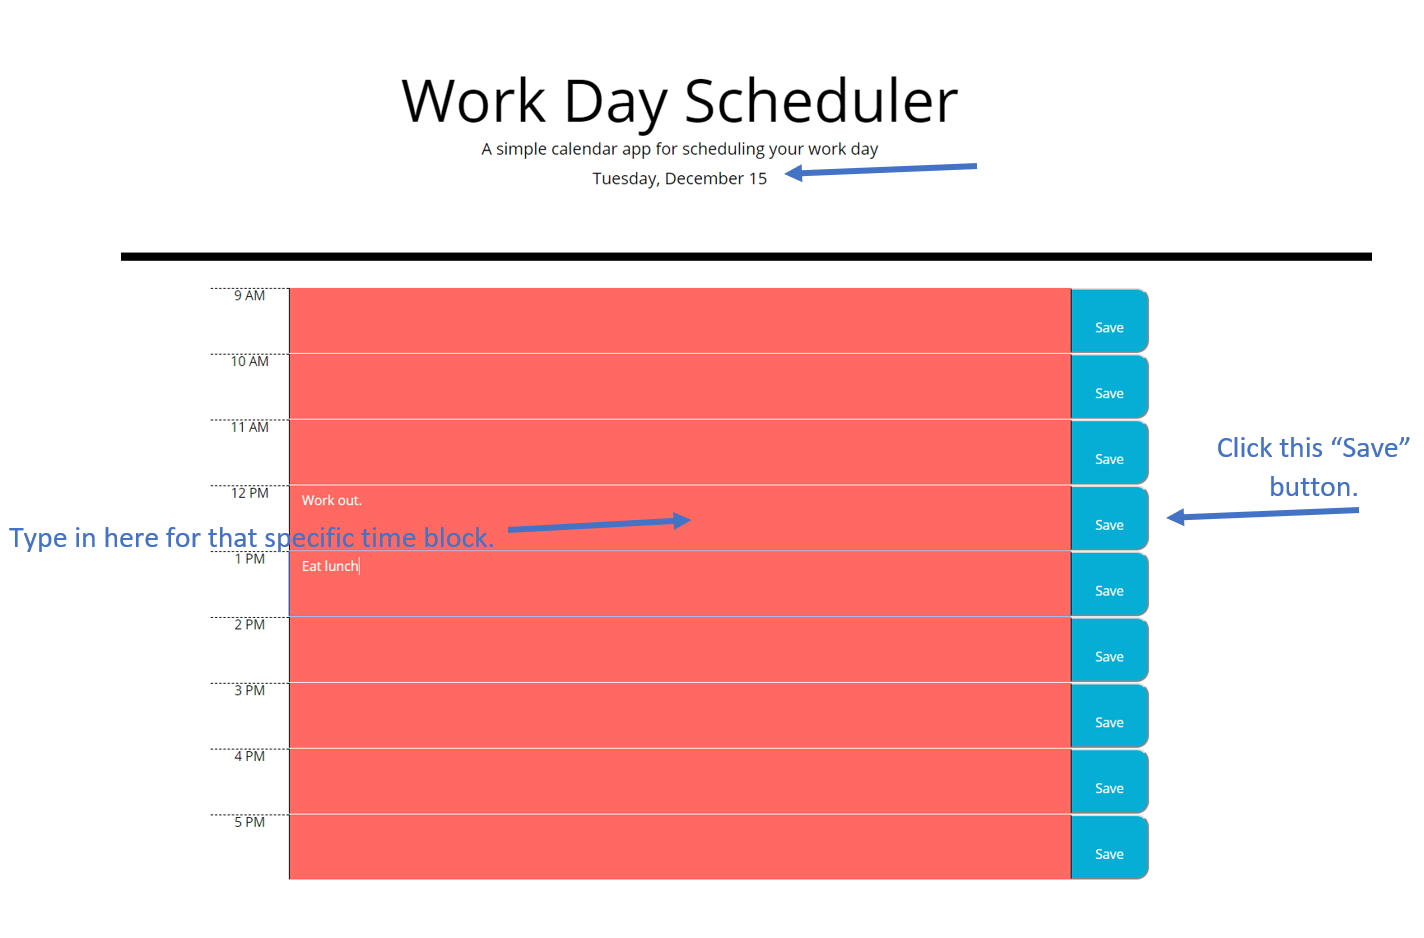 Work Day Scheduler
A simple calendar app for scheduling your work day
Tuesday, December 15
9 AM
Save
10 AM
Save
11 AM
Save
Click this “Save”
button.
12 PM
Work out.
Save
Type in here for that specific time block.
1 PM
Eat lunch
Save
2 PM
Save
3 PM
Save
4 PM
Save
5 PM
Save